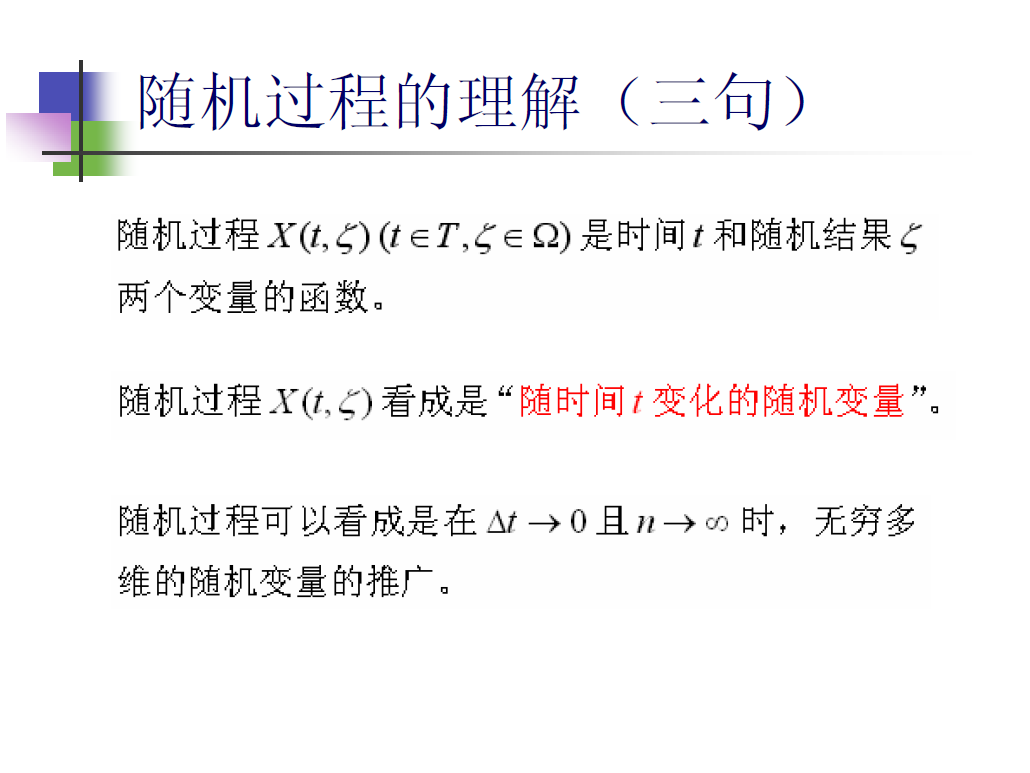 随机过程的理解（三句）
随机过程 X(t,ζ)(t∈T,ζ∈Ω) 是时间 t 和随机结果 ζ
两个变量的函数。
随机过程 X(t,ζ) 看成是“随时间 t 变化的随机变量”。
随机过程可以看成是在 Δt→0 且 n→∞ 时，无穷多
维的随机变量的推广。